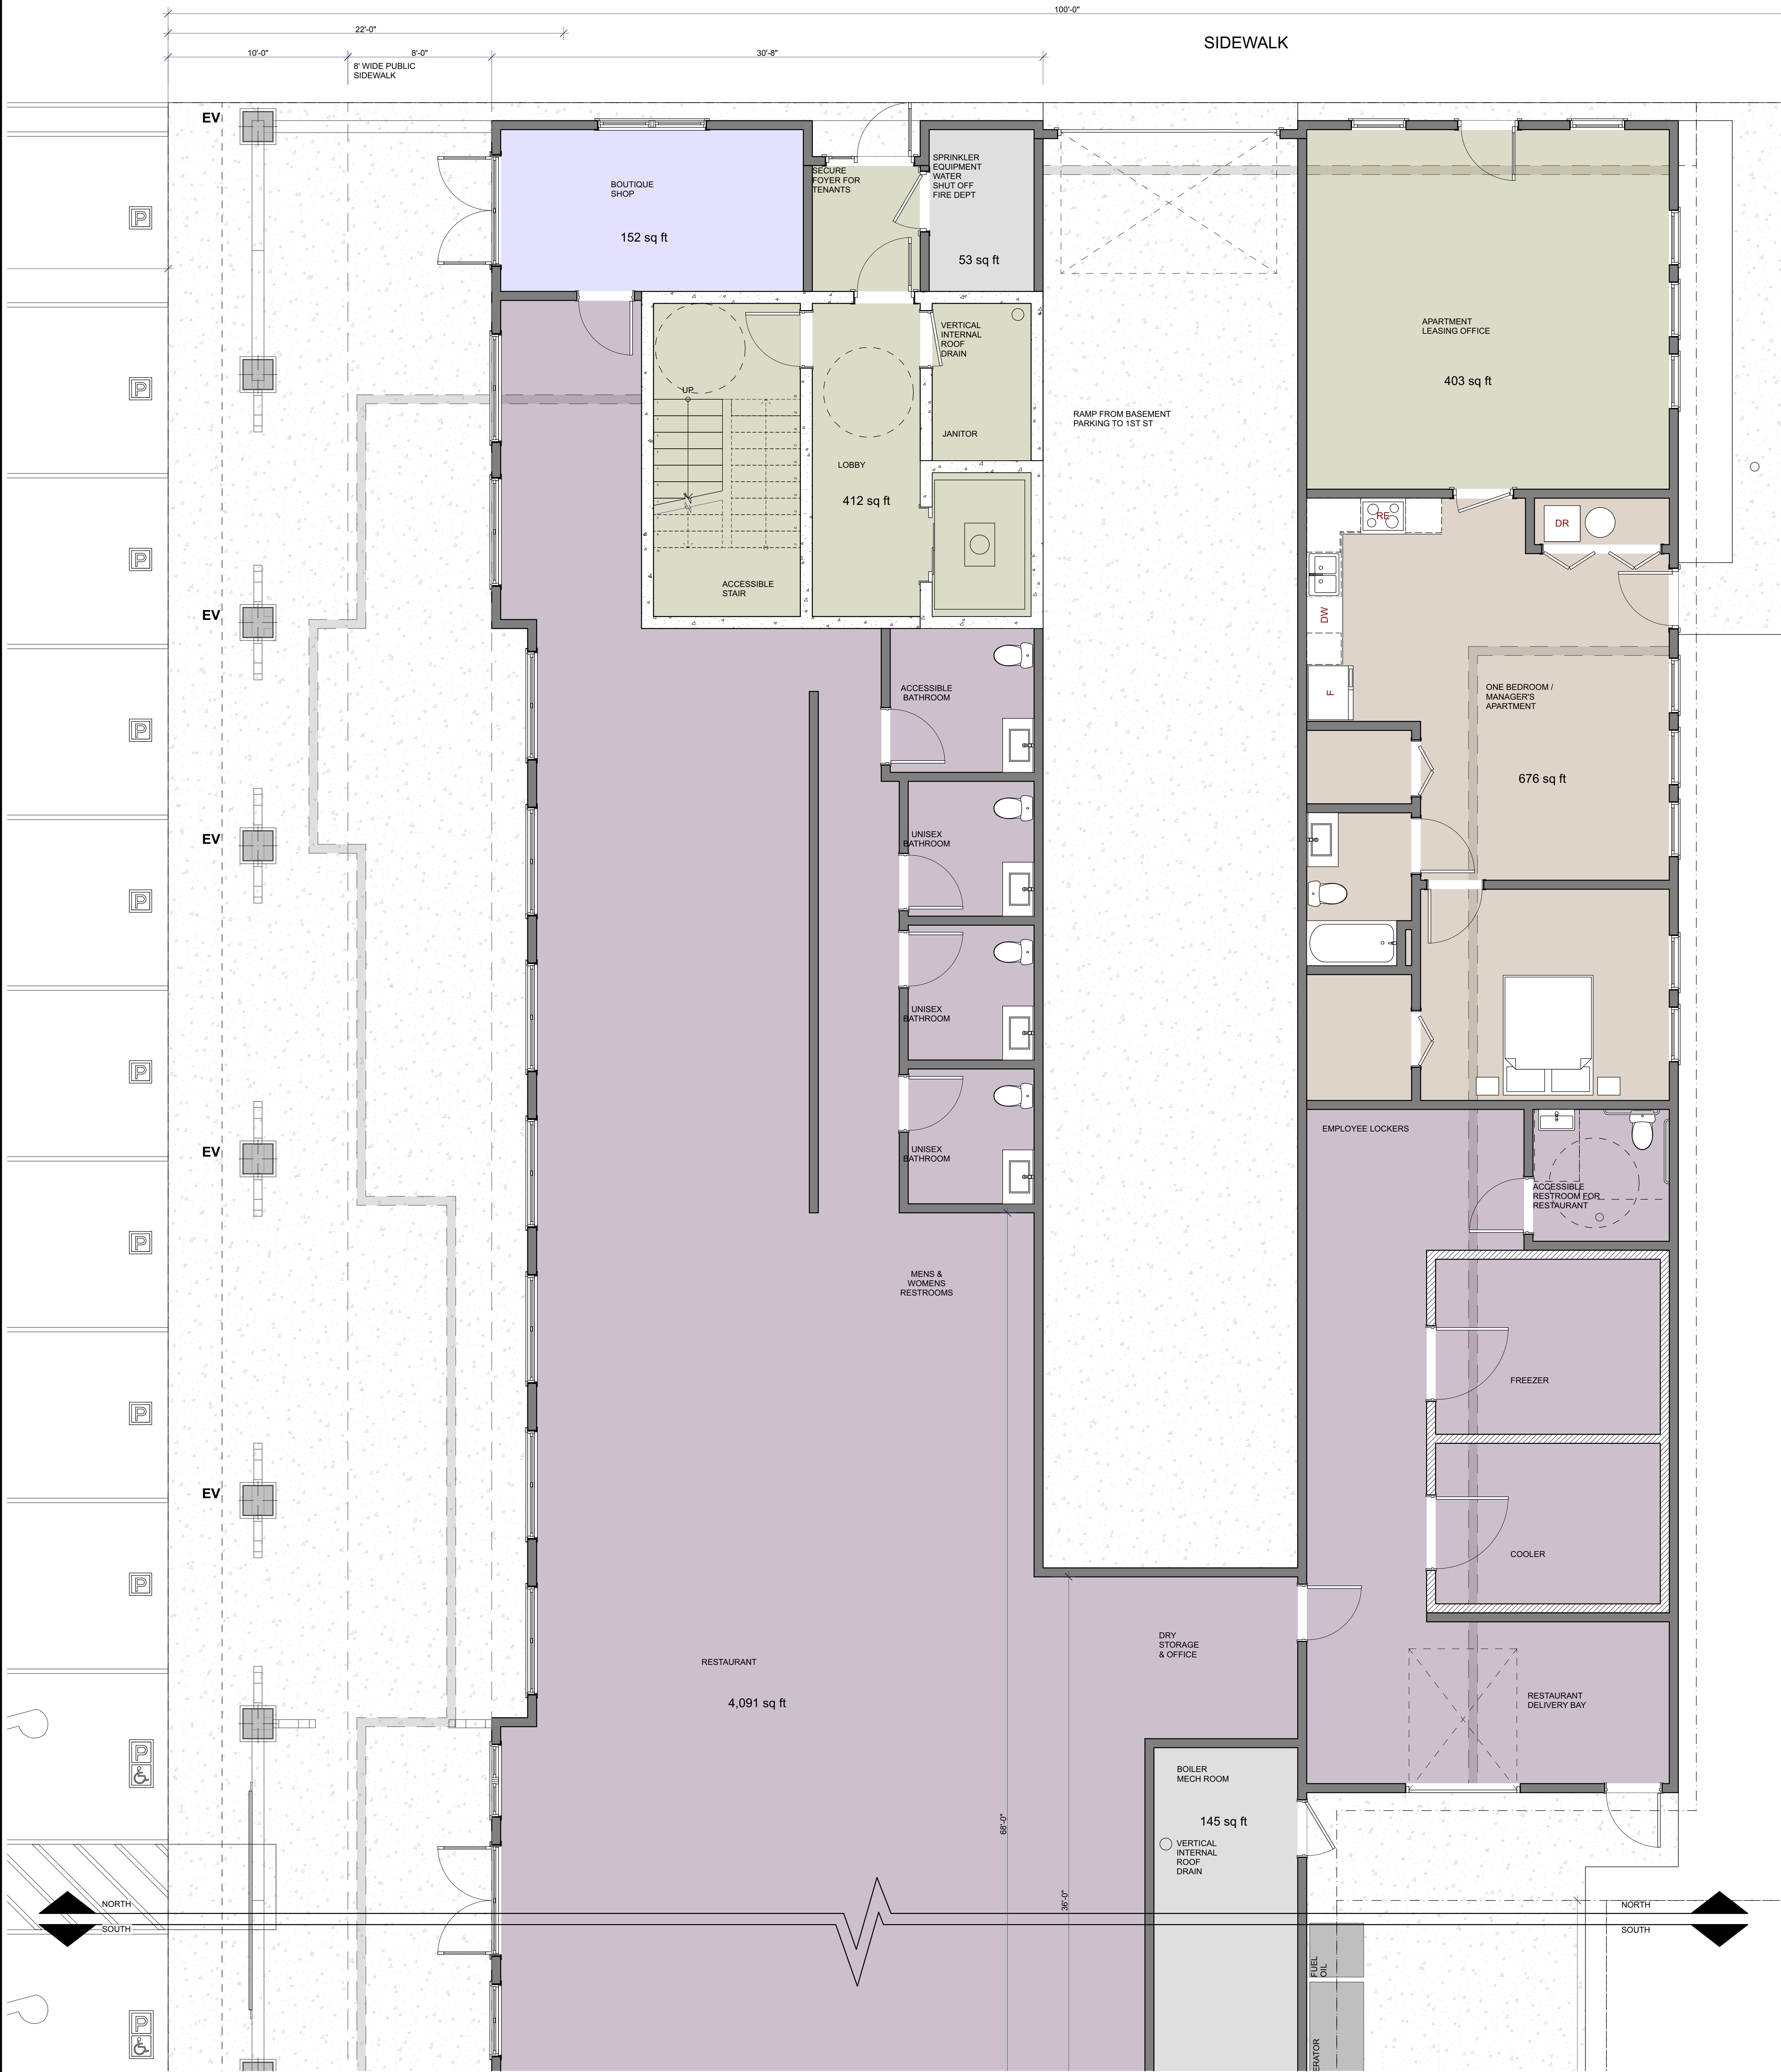 100'-0"
22'-0"
SIDEWALK
10'-0"
8'-0"
30'-8"
8' WIDE PUBLIC
SIDEWALK
EV
BOUTIQUE
SHOP
152 sq ft
SECURE
FOYER FOR
TENANTS
SPRINKLER
EQUIPMENT
WATER
SHUT OFF
FIRE DEPT
53 sq ft
P
VERTICAL
INTERNAL
ROOF
DRAIN
APARTMENT
LEASING OFFICE
403 sq ft
P
UP
RAMP FROM BASEMENT
PARKING TO 1ST ST
JANITOR
LOBBY
412 sq ft
RE
DR
P
ACCESSIBLE
STAIR
EV
DW
F
ACCESSIBLE
BATHROOM
ONE BEDROOM /
MANAGER'S
APARTMENT
P
676 sq ft
EV
UNISEX
BATHROOM
P
UNISEX
BATHROOM
P
EV
UNISEX
BATHROOM
EMPLOYEE LOCKERS
ACCESSIBLE
RESTROOM FOR
RESTAURANT
P
MENS &
WOMENS
RESTROOMS
FREEZER
P
EV
COOLER
P
DRY
STORAGE
& OFFICE
RESTAURANT
4,091 sq ft
RESTAURANT
DELIVERY BAY
P
BOILER
MECH ROOM
145 sq ft
VERTICAL
INTERNAL
ROOF
DRAIN
68'-0"
36'-0"
NORTH
SOUTH
NORTH
SOUTH
FUEL
OIL
P
ERATOR